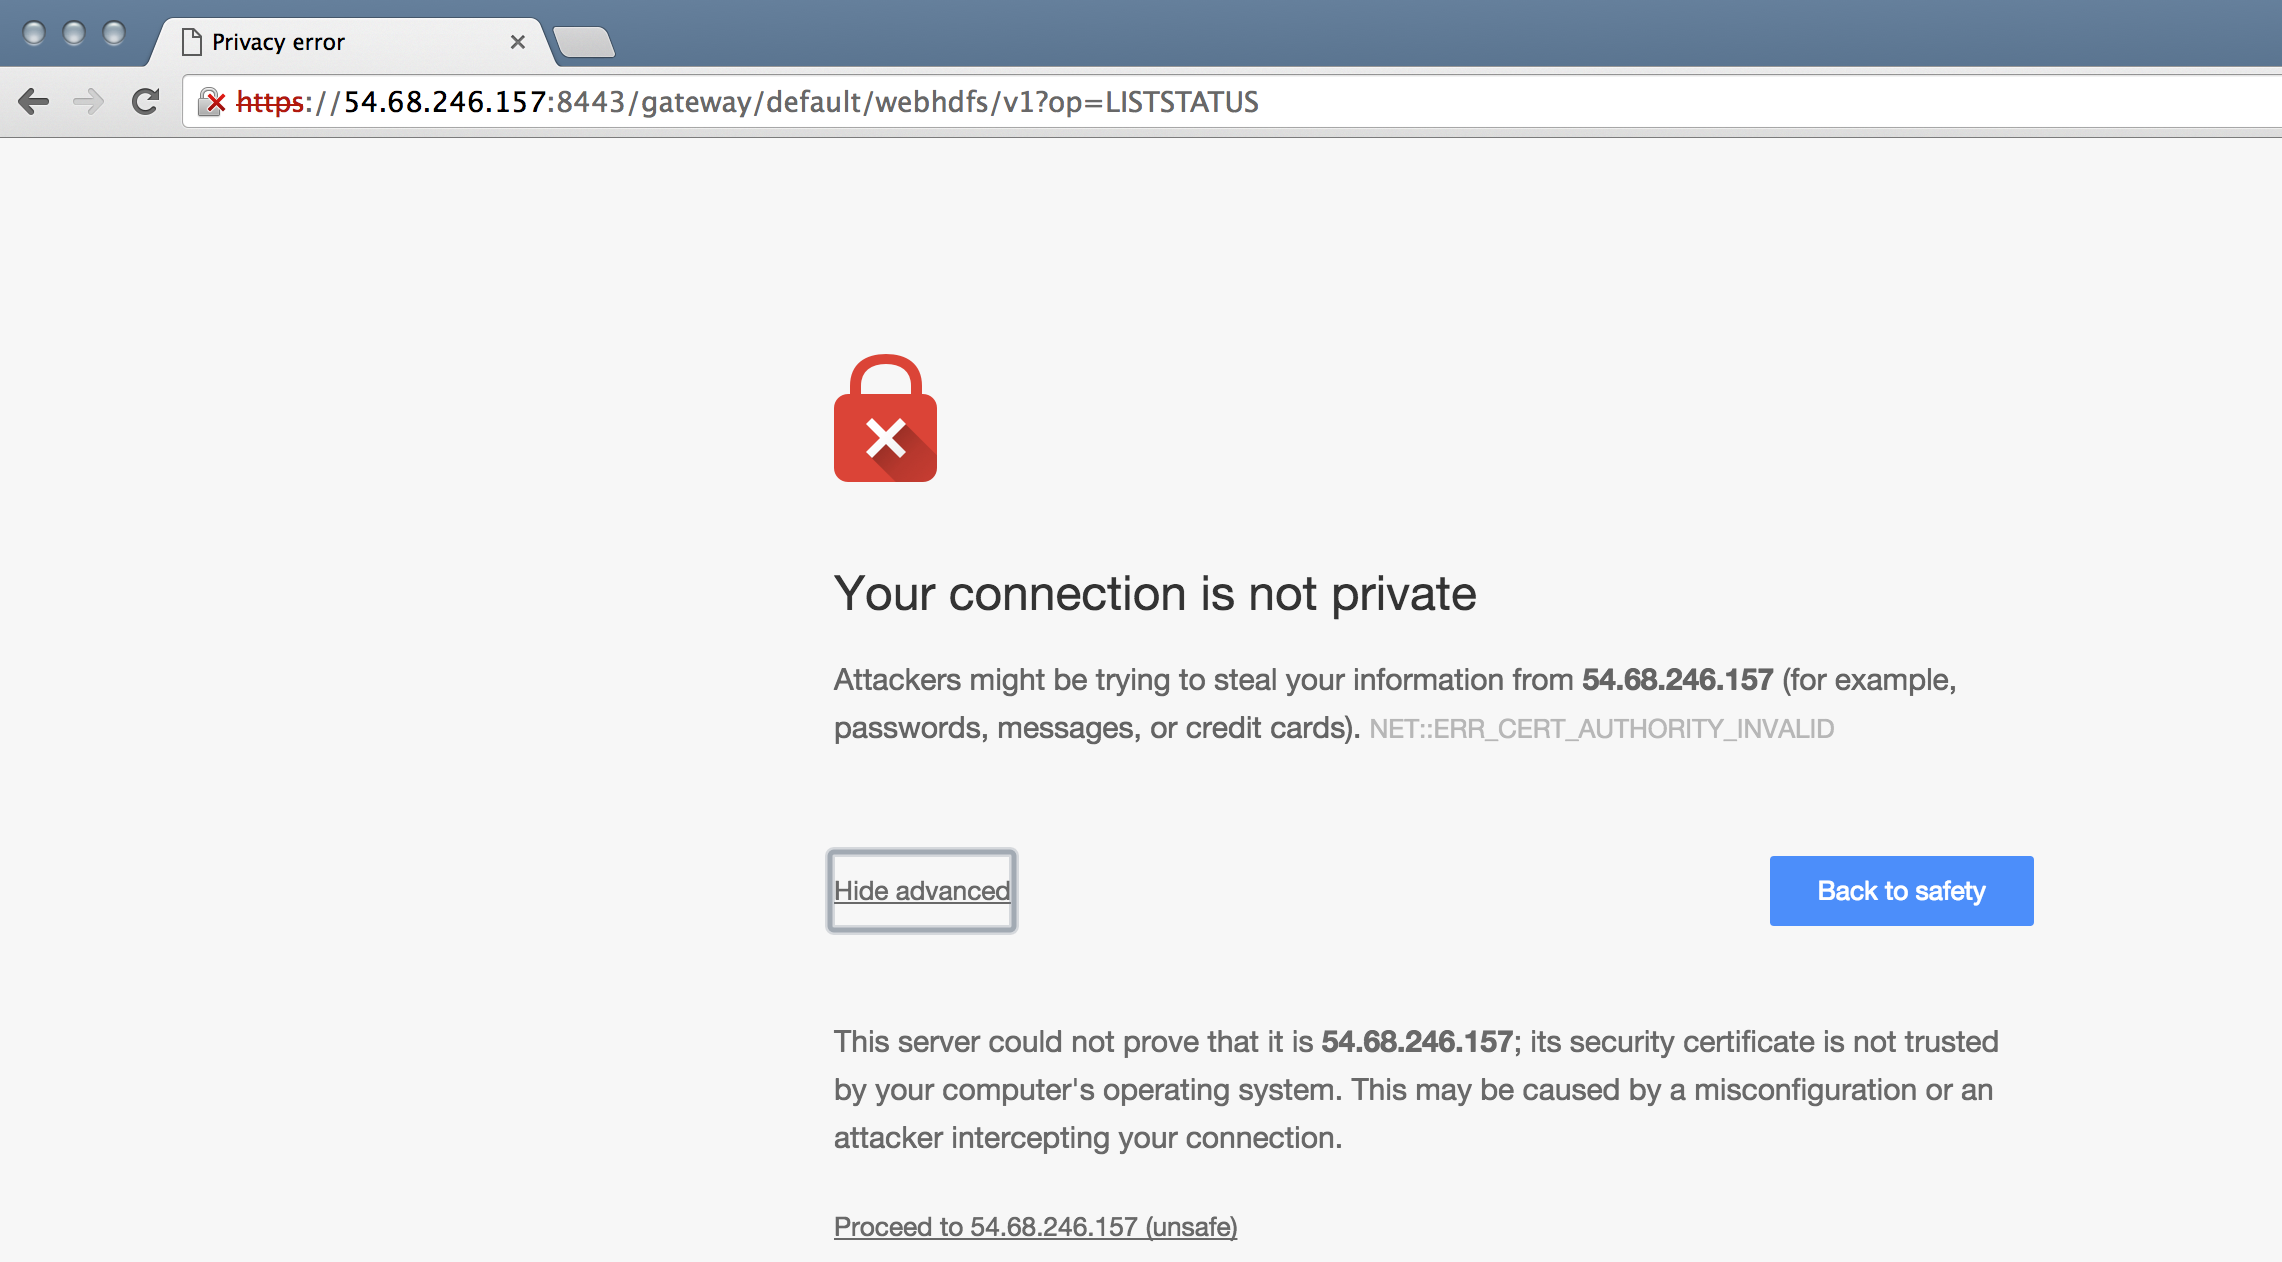 Privacy error
https://54.68.246.157:8443/gateway/default/webhdfs/v1?op=LISTSTATUS
Your connection is not private
Attackers might be trying to steal your information from 54.68.246.157 (for example,
passwords, messages, or credit cards). NET::ERR_CERT_AUTHORITY_INVALID
Hide advanced
Back to safety
This server could not prove that it is 54.68.246.157; its security certificate is not trusted
by your computer's operating system. This may be caused by a misconfiguration or an
attacker intercepting your connection.
Proceed to 54.68.246.157 (unsafe)